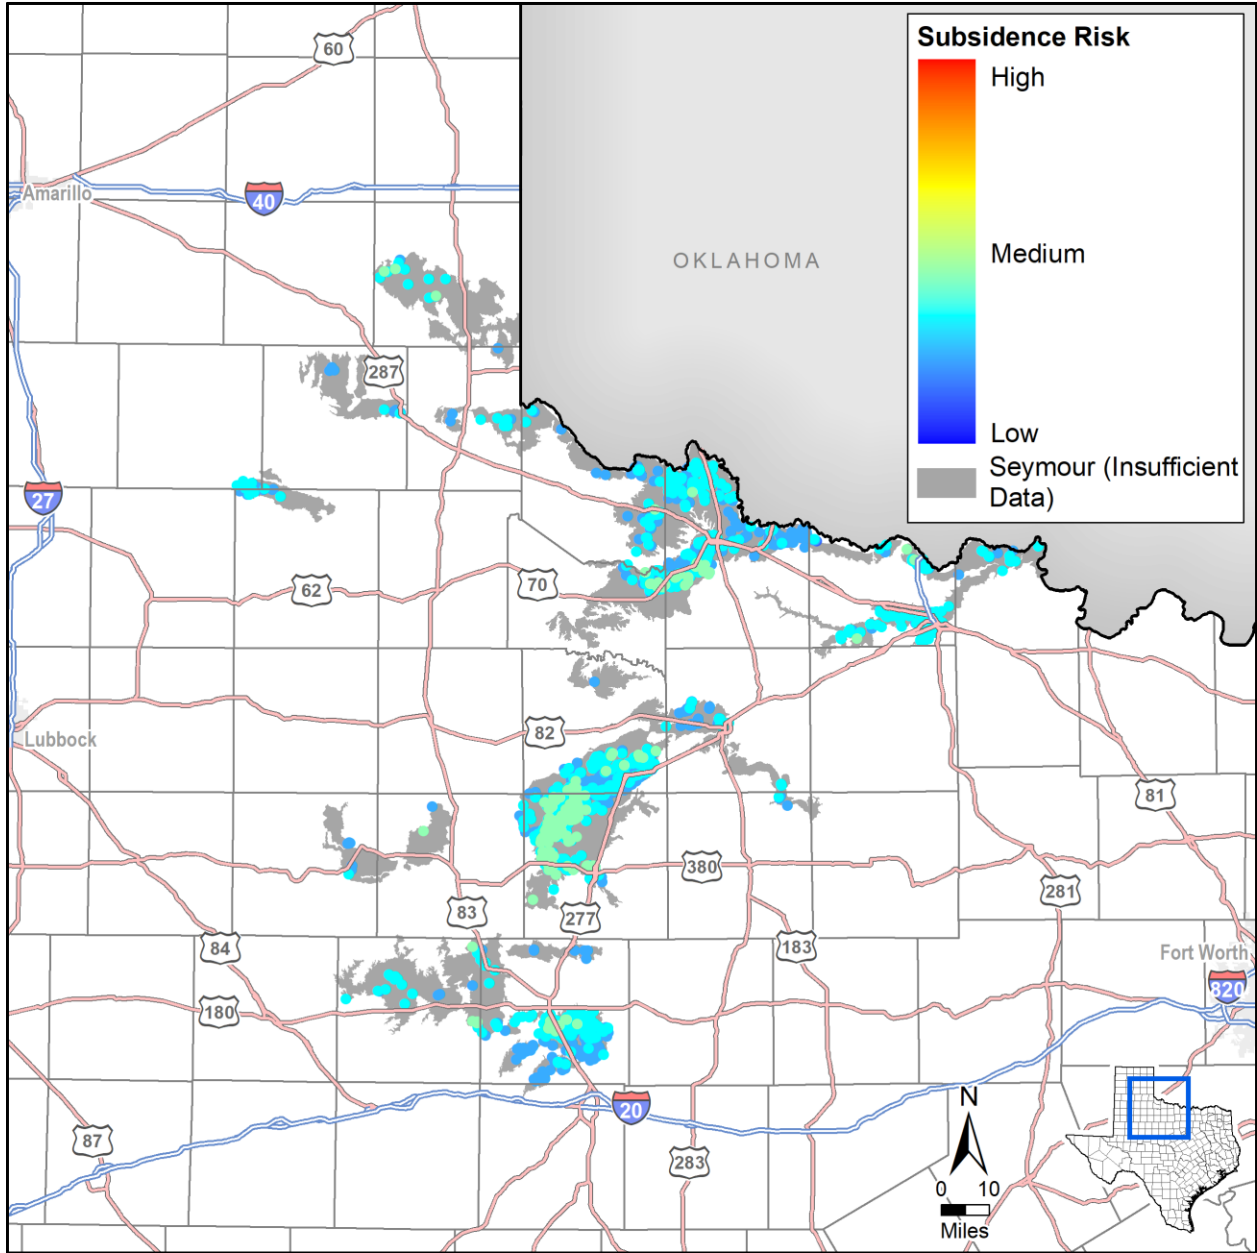 Subsidence Risk
High
Medium
Low
Seymour (Insufficient
Data)
60
Amarillo
40
OKLAHOMA
287
27
62
70
82
Lubbock
81
380
281
83
277
84
183
Fort Worth
820
180
20
87
283
N
0 10
Miles